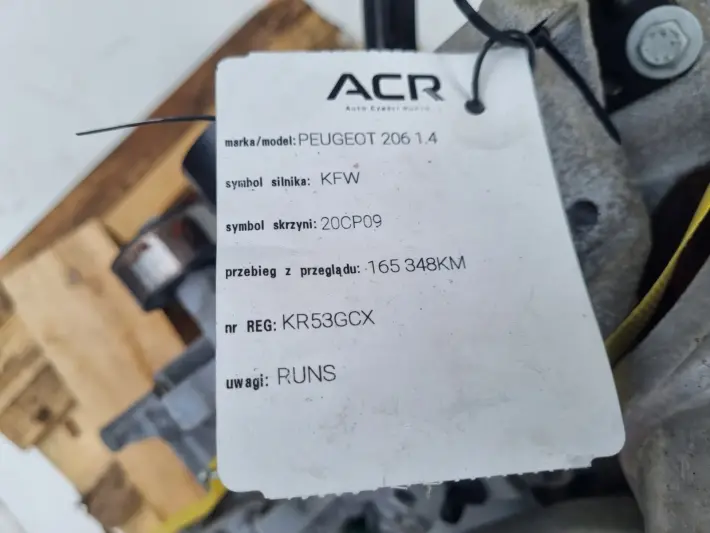 ACR
marka/model: PEUGEOT 206 1.4
symbol silnika: KFW
symbol skrzyni: 20CP09
przebieg z przeglądu: 165 348KM
nr REG: KR53GCX
uwagi: RUNS